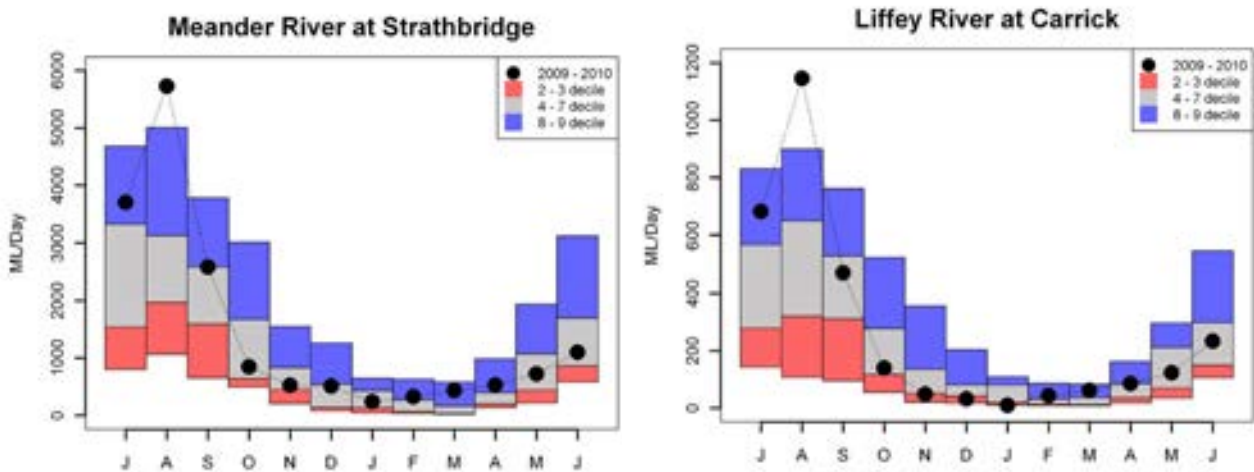 Meander River at Strathbridge
ML/Day
6000
5000
4000
3000
2000
1000
0
2009 - 2010
2 - 3 decile
4 - 7 decile
8 - 9 decile
J A S O N D J F M A M J
Liffey River at Carrick
ML/Day
1200
1000
800
600
400
200
0
2009 - 2010
2 - 3 decile
4 - 7 decile
8 - 9 decile
J A S O N D J F M A M J